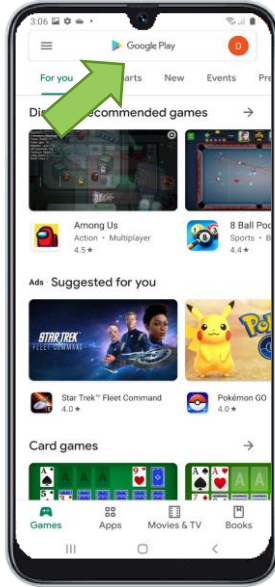 3:06
Google Play
D
For you
arts
New
Events
Pre
Di
ecommended games
Among Us
Action • Multiplayer
4.5★
8 Ball Poo
Sports • B
4.4★
Ads · Suggested for you
STAR TREK
FLEET COMMAND
Star Trek™ Fleet Command
4.0★
Pokémon GO
4.0★
Card games
Games
Apps
Movies & TV
Books